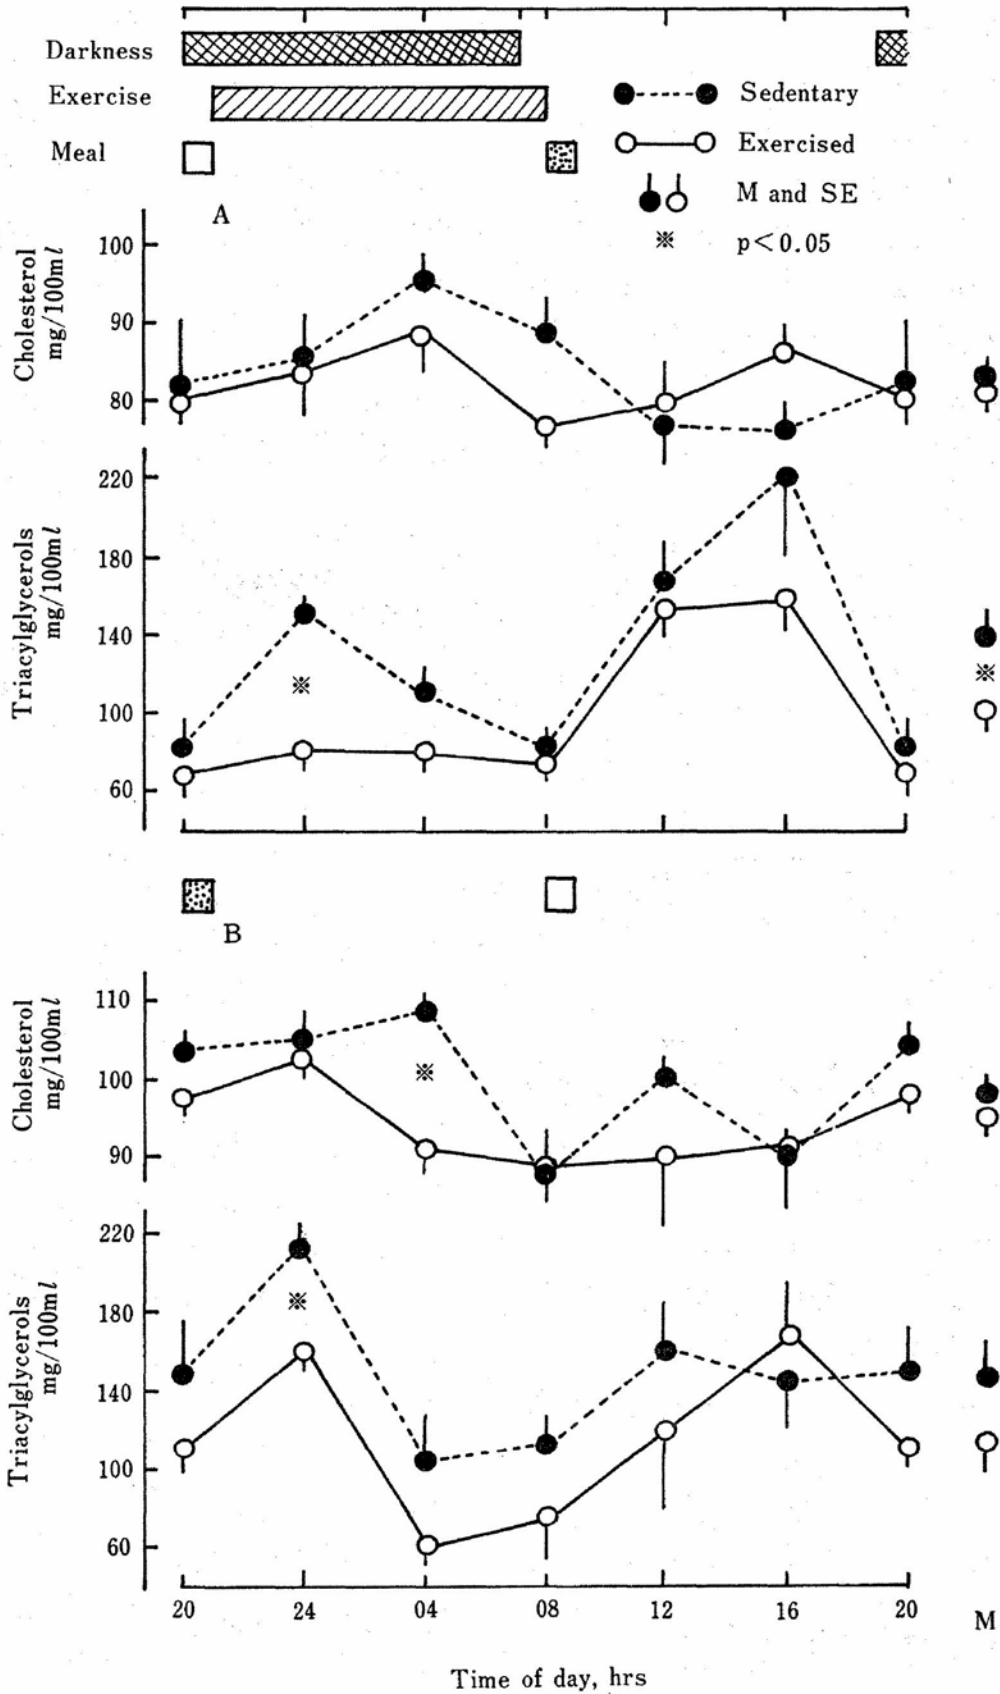 Darkness
Exercise
Meal
●-----● Sedentary
○——○ Exercised
M and SE
※ p<0.05
A
Cholesterol
mg/100ml
100
90
80
Triacylglycerols
mg/100ml
220
180
140
100
60
※
※
B
Cholesterol
mg/100ml
110
100
90
※
Triacylglycerols
mg/100ml
220
180
140
100
60
※
20 24 04 08 12 16 20 M
Time of day, hrs